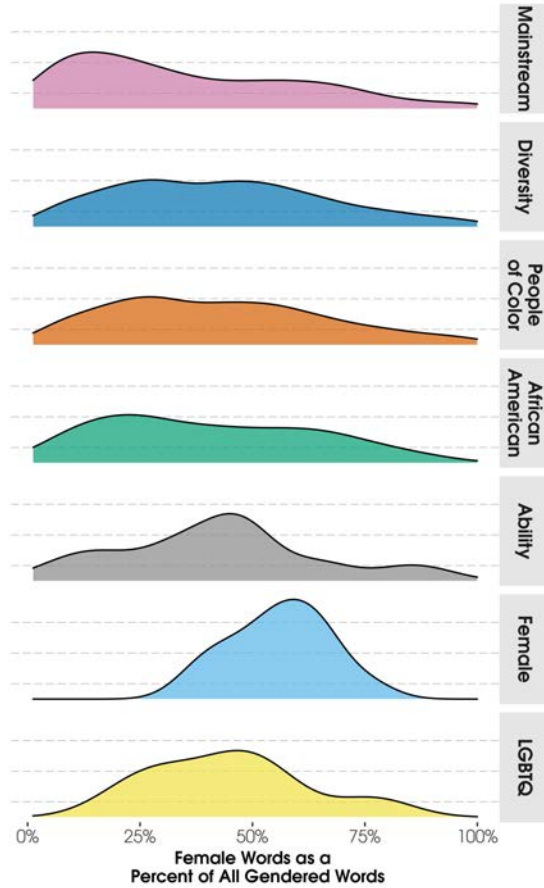 Mainstream
Diversity
People
of Color
African
American
Ability
Female
LGBTQ
0%
25%
50%
75%
100%
Female Words as a
Percent of All Gendered Words